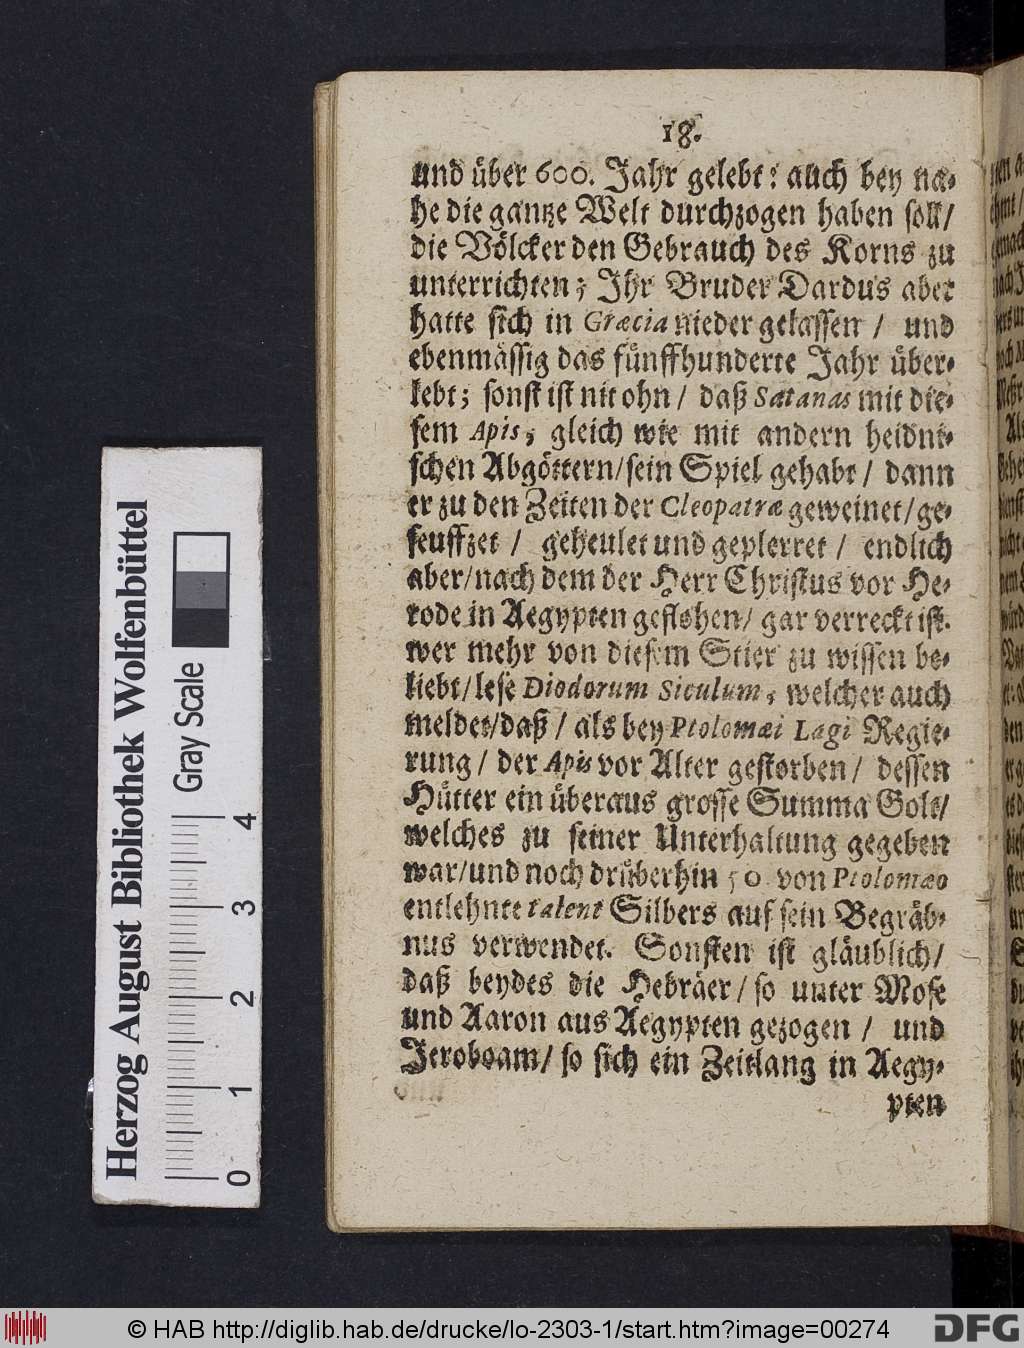 18.
und über 600. Jahr gelebt: auch bey na-
he die gantze Welt durchzogen haben soll/
die Völcker den Gebrauch des Korns zu
unterrichten; Ihr Bruder Dardus aber
hatte sich in Græcia nieder gelassen / und
ebenmässig das fünffhunderte Jahr über-
lebt; sonst ist nit ohn / daß Satanas mit die-
sem Apis, gleich wie mit andern heidni-
schen Abgöttern/sein Spiel gehabt / dann
er zu den Zeiten der Cleopatræ geweinet/ge-
seuffzet / geheulet und geplerret / endlich
aber/nach dem der Herr Christus vor He-
rode in Aegypten geflohen/ gar verreckt ist.
wer mehr von diesem Stier zu wissen be-
liebt/lese Diodorum Siculum, welcher auch
meldet/daß / als bey Ptolomæi Lagi Regie-
rung / der Apis vor Alter gestorben / dessen
Hütter ein überaus grosse Summa Golt/
welches zu seiner Unterhaltung gegeben
war/und noch drüberhin 50 von Ptolomæo
entlehnte talent Silbers auf sein Begräb-
nus verwendet. Sonsten ist gläublich/
daß beydes die Hebräer / so unter Mose
und Aaron aus Aegypten gezogen / und
Jeroboam/ so sich ein Zeitlang in Aegy-
pten
Herzog August Bibliothek Wolfenbüttel
Gray Scale
0 1 2 3 4
© HAB http://diglib.hab.de/drucke/lo-2303-1/start.htm?image=00274
DFG